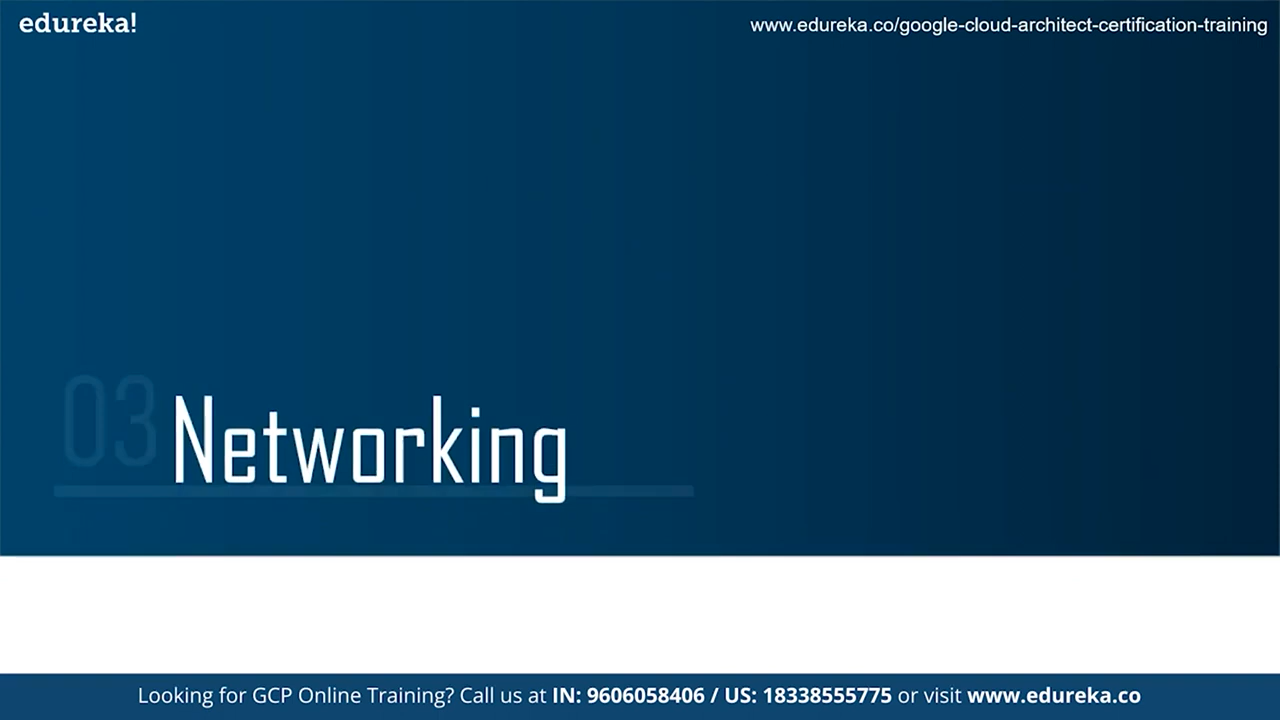 edureka!
www.edureka.co/google-cloud-architect-certification-training
03 Networking
Looking for GCP Online Training? Call us at IN: 9606058406 / US: 18338555775 or visit www.edureka.co